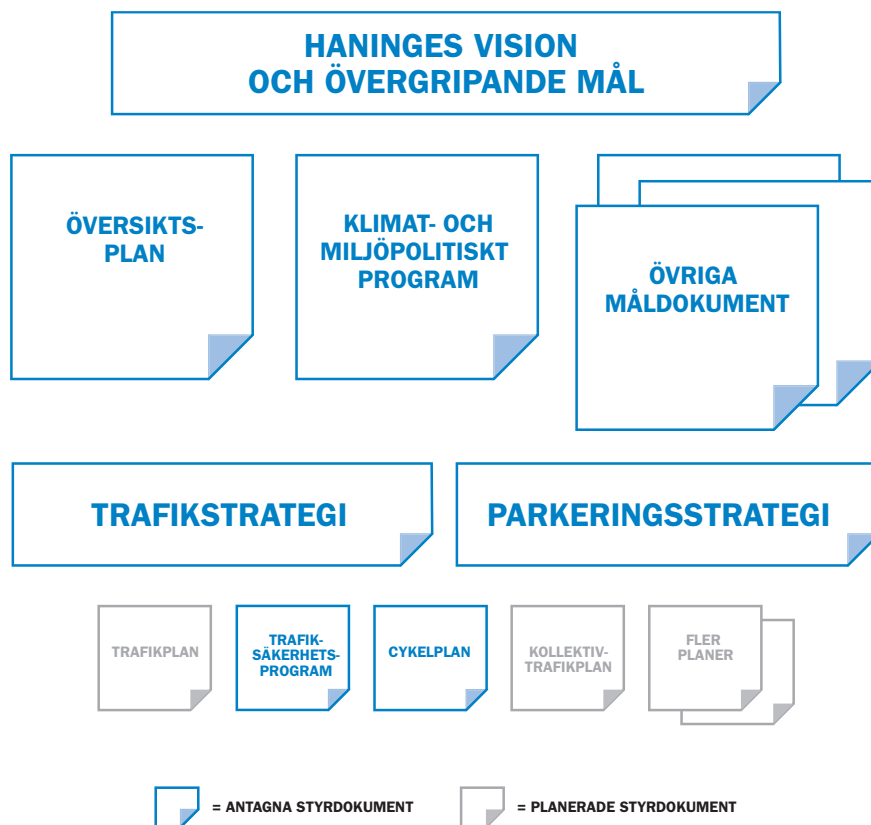 HANINGES VISION
OCH ÖVERGRIPANDE MÅL
ÖVERSIKTS-
PLAN
KLIMAT- OCH
MILJÖPOLITISKT
PROGRAM
ÖVRIGA
MÅLDOKUMENT
TRAFIKSTRATEGI
PARKERINGSSTRATEGI
TRAFIKPLAN
TRAFIK-
SÄKERHETS-
PROGRAM
CYKELPLAN
KOLLEKTIV-
TRAFIKPLAN
FLER
PLANER
= ANTAGNA STYRDOKUMENT
= PLANERADE STYRDOKUMENT